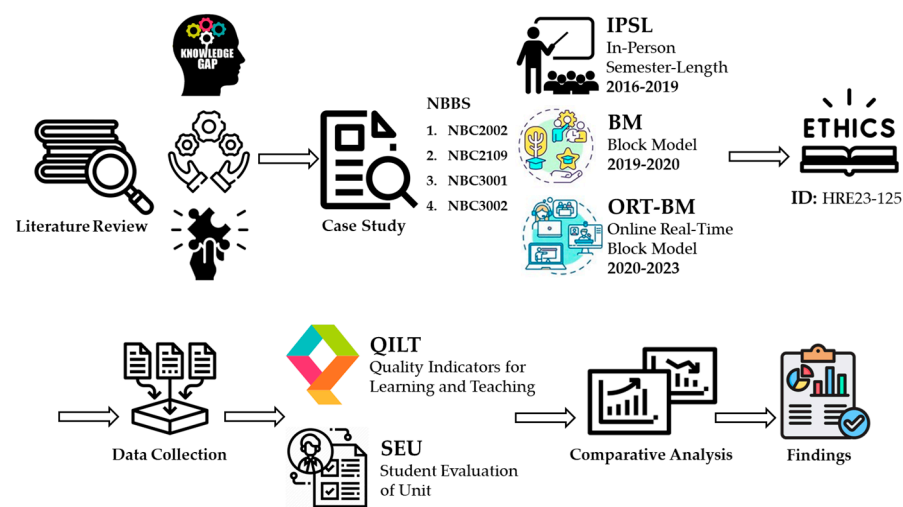 KNOWLEDGE
GAP
Literature Review
Case Study
NBBS
1. NBC2002
2. NBC2109
3. NBC3001
4. NBC3002
IPSL
In-Person
Semester-Length
2016-2019
BM
Block Model
2019-2020
ORT-BM
Online Real-Time
Block Model
2020-2023
ETHICS
ID: HRE23-125
Data Collection
QILT
Quality Indicators for
Learning and Teaching
SEU
Student Evaluation
of Unit
Comparative Analysis
Findings